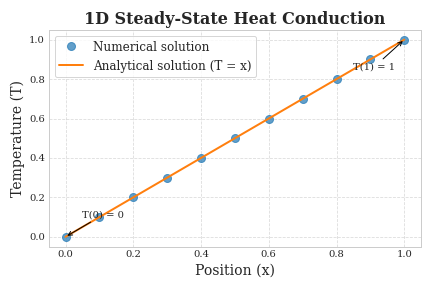 1D Steady-State Heat Conduction
Numerical solution
Analytical solution (T = x)
T(1) = 1
T(0) = 0
Temperature (T)
1.0
0.8
0.6
0.4
0.2
0.0
0.0 0.2 0.4 0.6 0.8 1.0
Position (x)